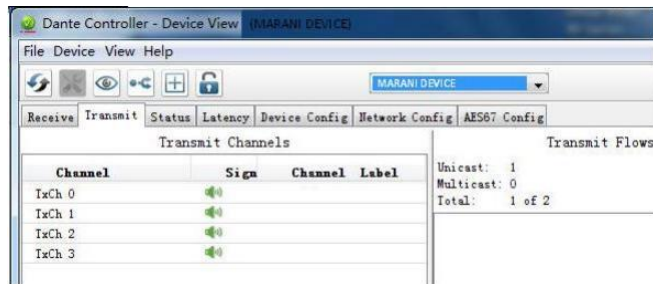 Dante Controller - Device View (MARANI DEVICE)
File Device View Help
MARANI DEVICE
Receive Transmit Status Latency Device Config Network Config AES67 Config
Transmit Channels
Channel Sign Channel Label
TxCh 0
TxCh 1
TxCh 2
TxCh 3
Transmit Flows
Unicast: 1
Multicast: 0
Total: 1 of 2